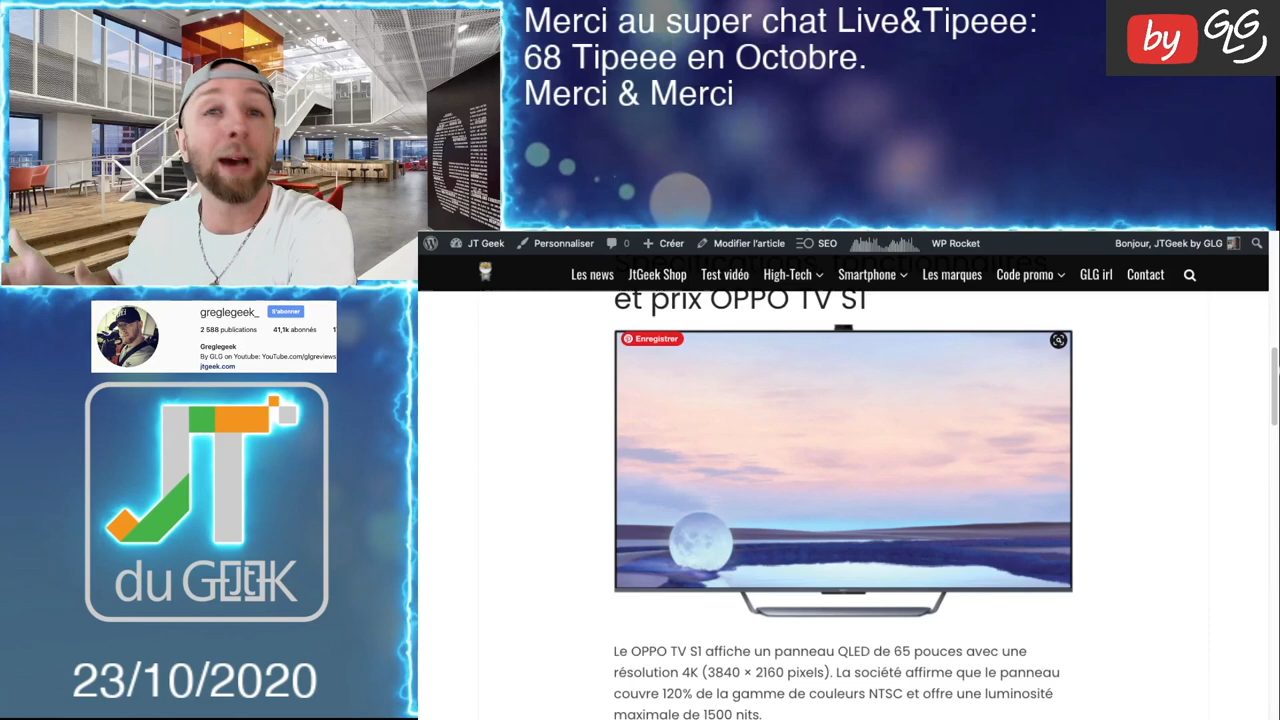 Merci au super chat Live&Tipeee:
68 Tipeee en Octobre.
Merci & Merci
by GLG
JT Geek Personnaliser 0 Créer Modifier l'article SEO WP Rocket Bonjour, JTGeek by GLG
Les news JtGeek Shop Test vidéo High-Tech Smartphone Les marques Code promo GLG irl Contact
Spécifications, fonctionnalités
et prix OPPO TV S1
Enregistrer
greglegeek_ S'abonner
2 588 publications 41,1k abonnés 1
Greglegeek
By GLG on Youtube: YouTube.com/glgreviews
jtgeek.com
JT
du GEEK
23/10/2020
Le OPPO TV S1 affiche un panneau QLED de 65 pouces avec une
résolution 4K (3840 × 2160 pixels). La société affirme que le panneau
couvre 120% de la gamme de couleurs NTSC et offre une luminosité
maximale de 1500 nits.